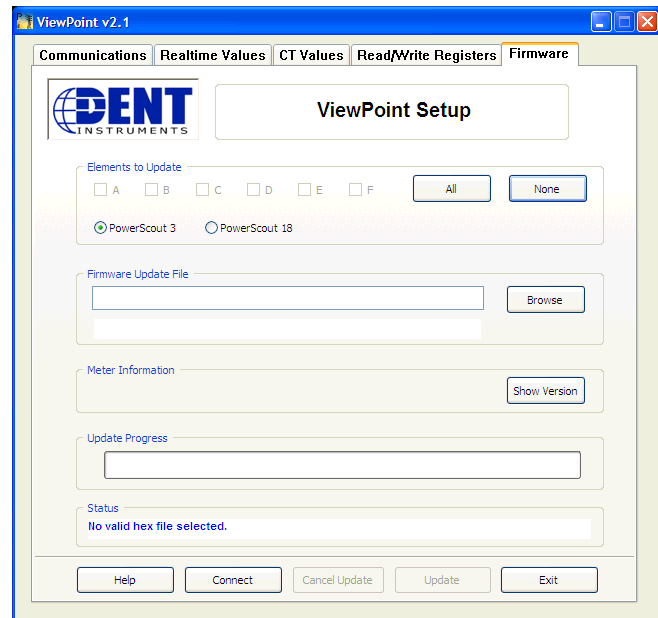 ViewPoint v2.1
Communications Realtime Values CT Values Read/Write Registers Firmware
DENT
INSTRUMENTS
ViewPoint Setup
Elements to Update
A B C D E F All None
PowerScout 3 PowerScout 18
Firmware Update File
Browse
Meter Information
Show Version
Update Progress
Status
No valid hex file selected.
Help Connect Cancel Update Update Exit